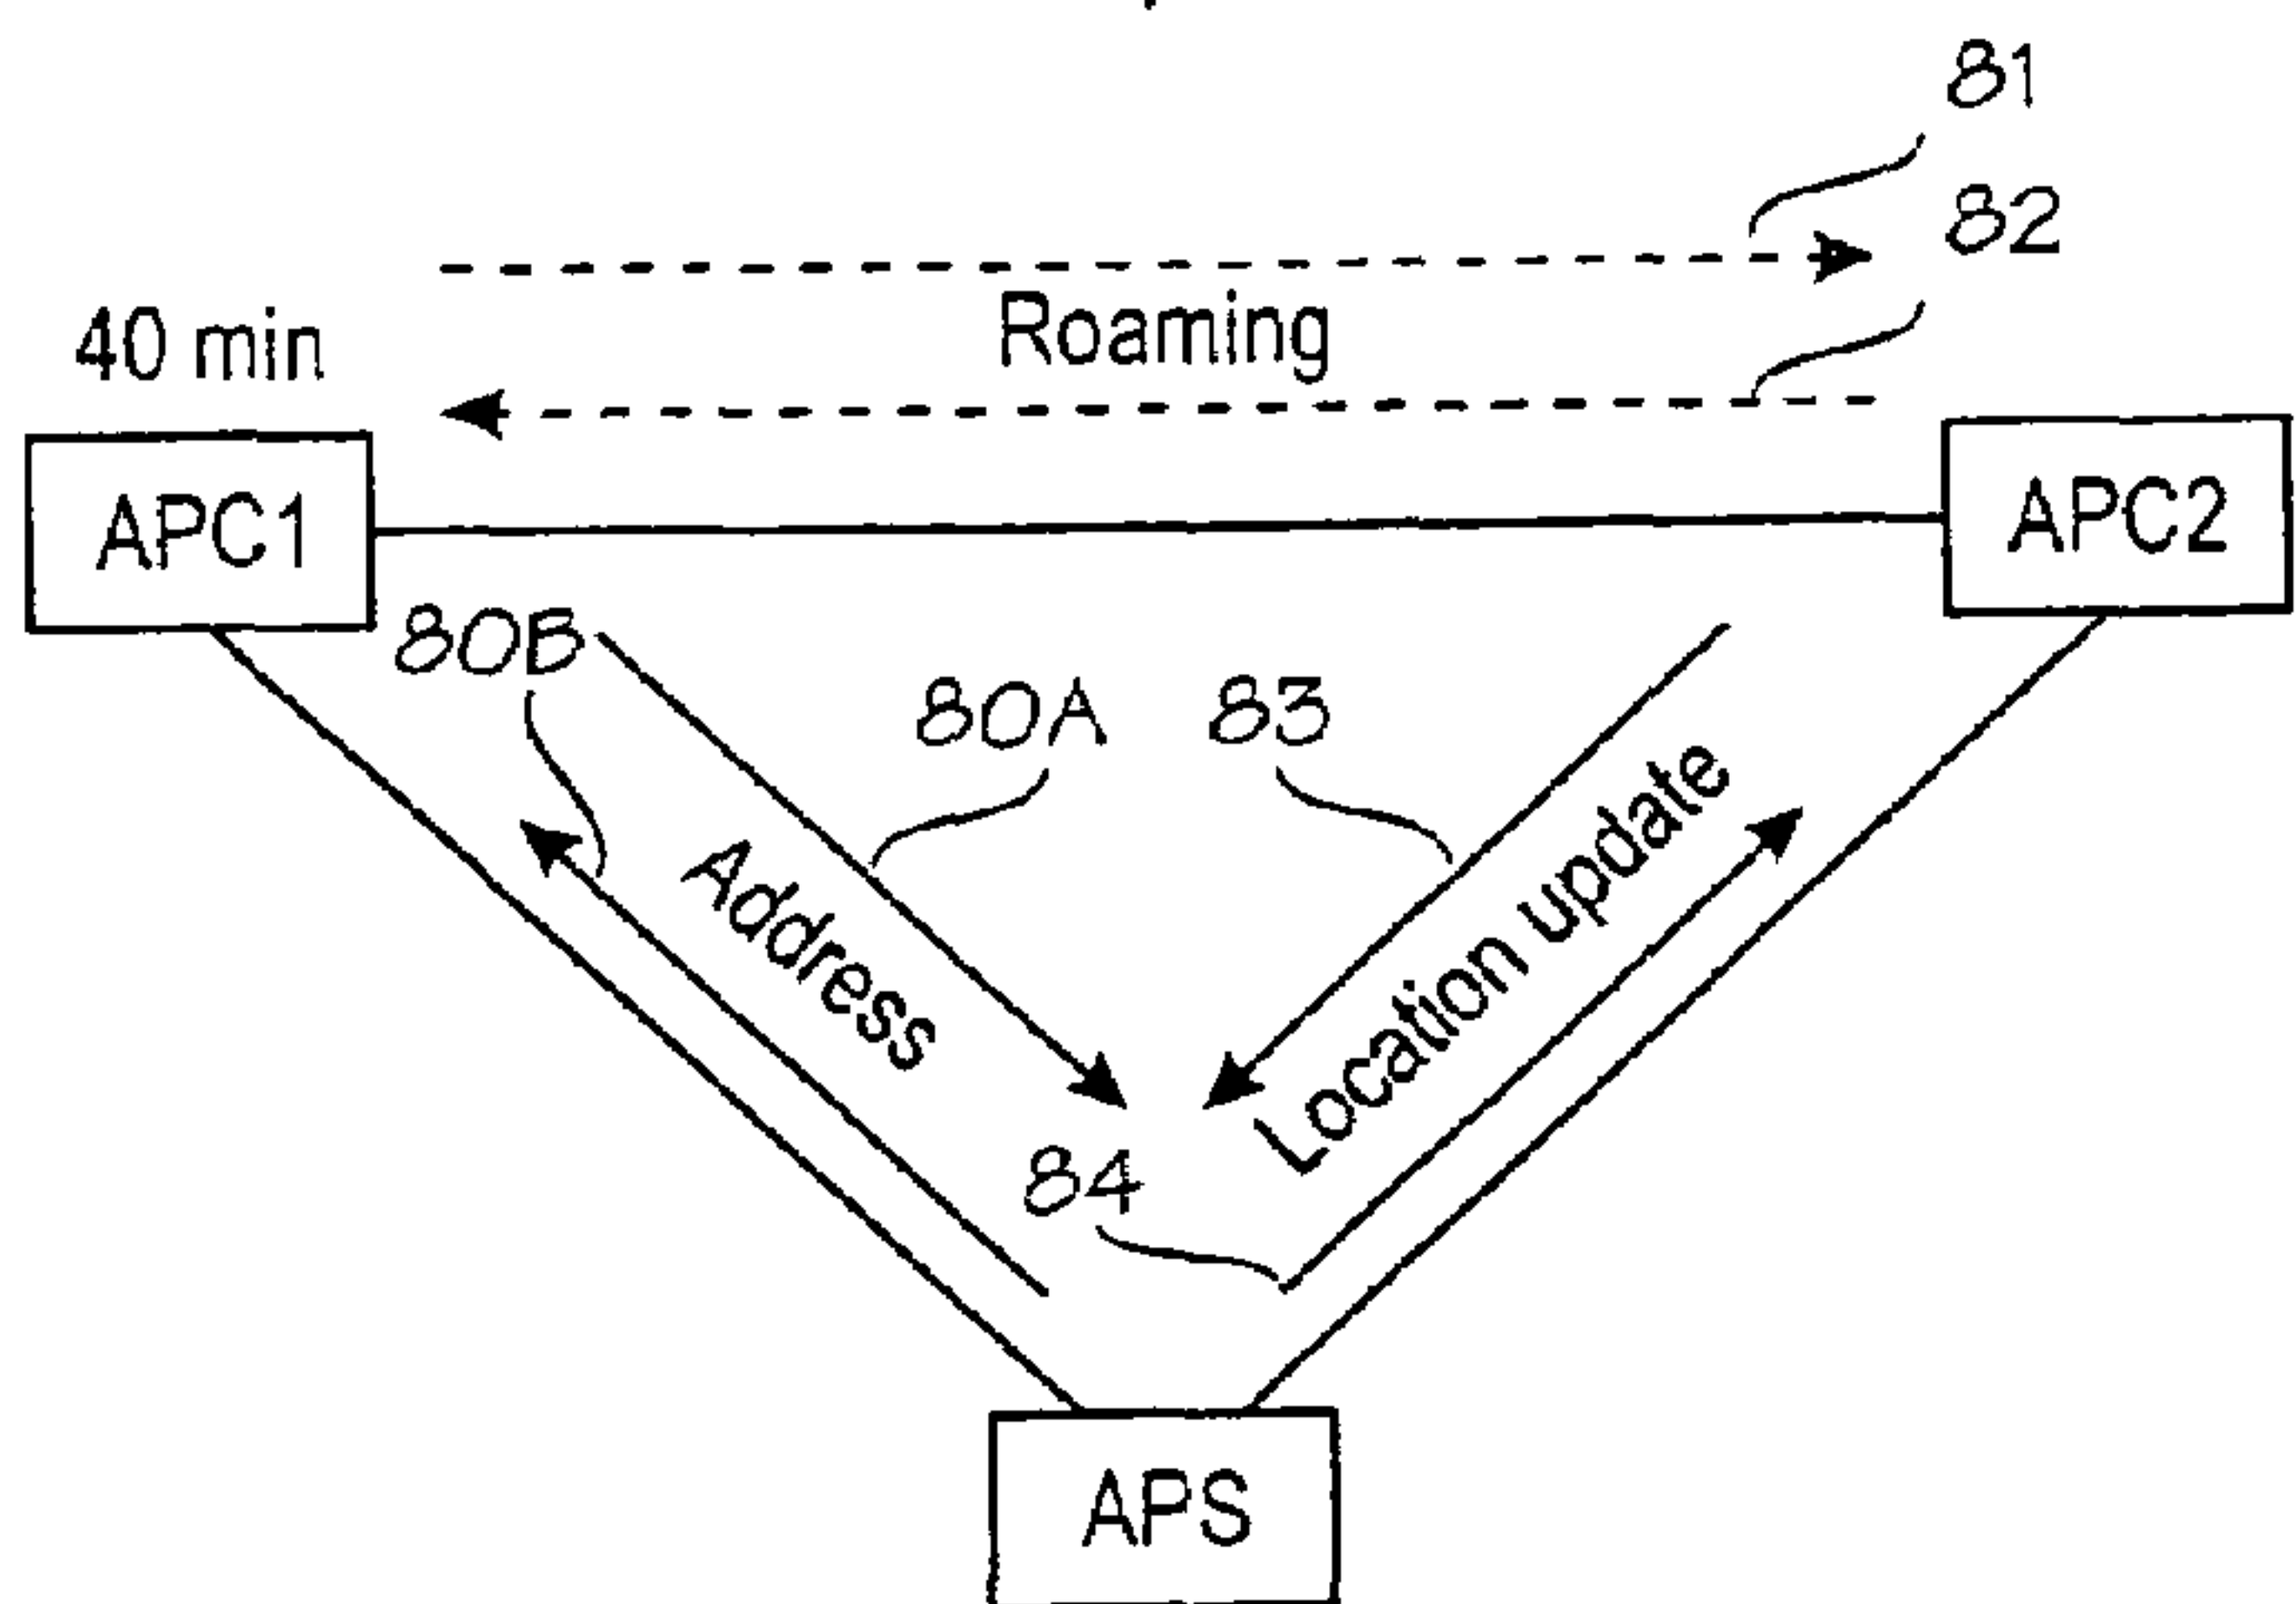 81
82
40 min
Roaming
APC1
APC2
80B
80A
83
Address
Location update
84
APS